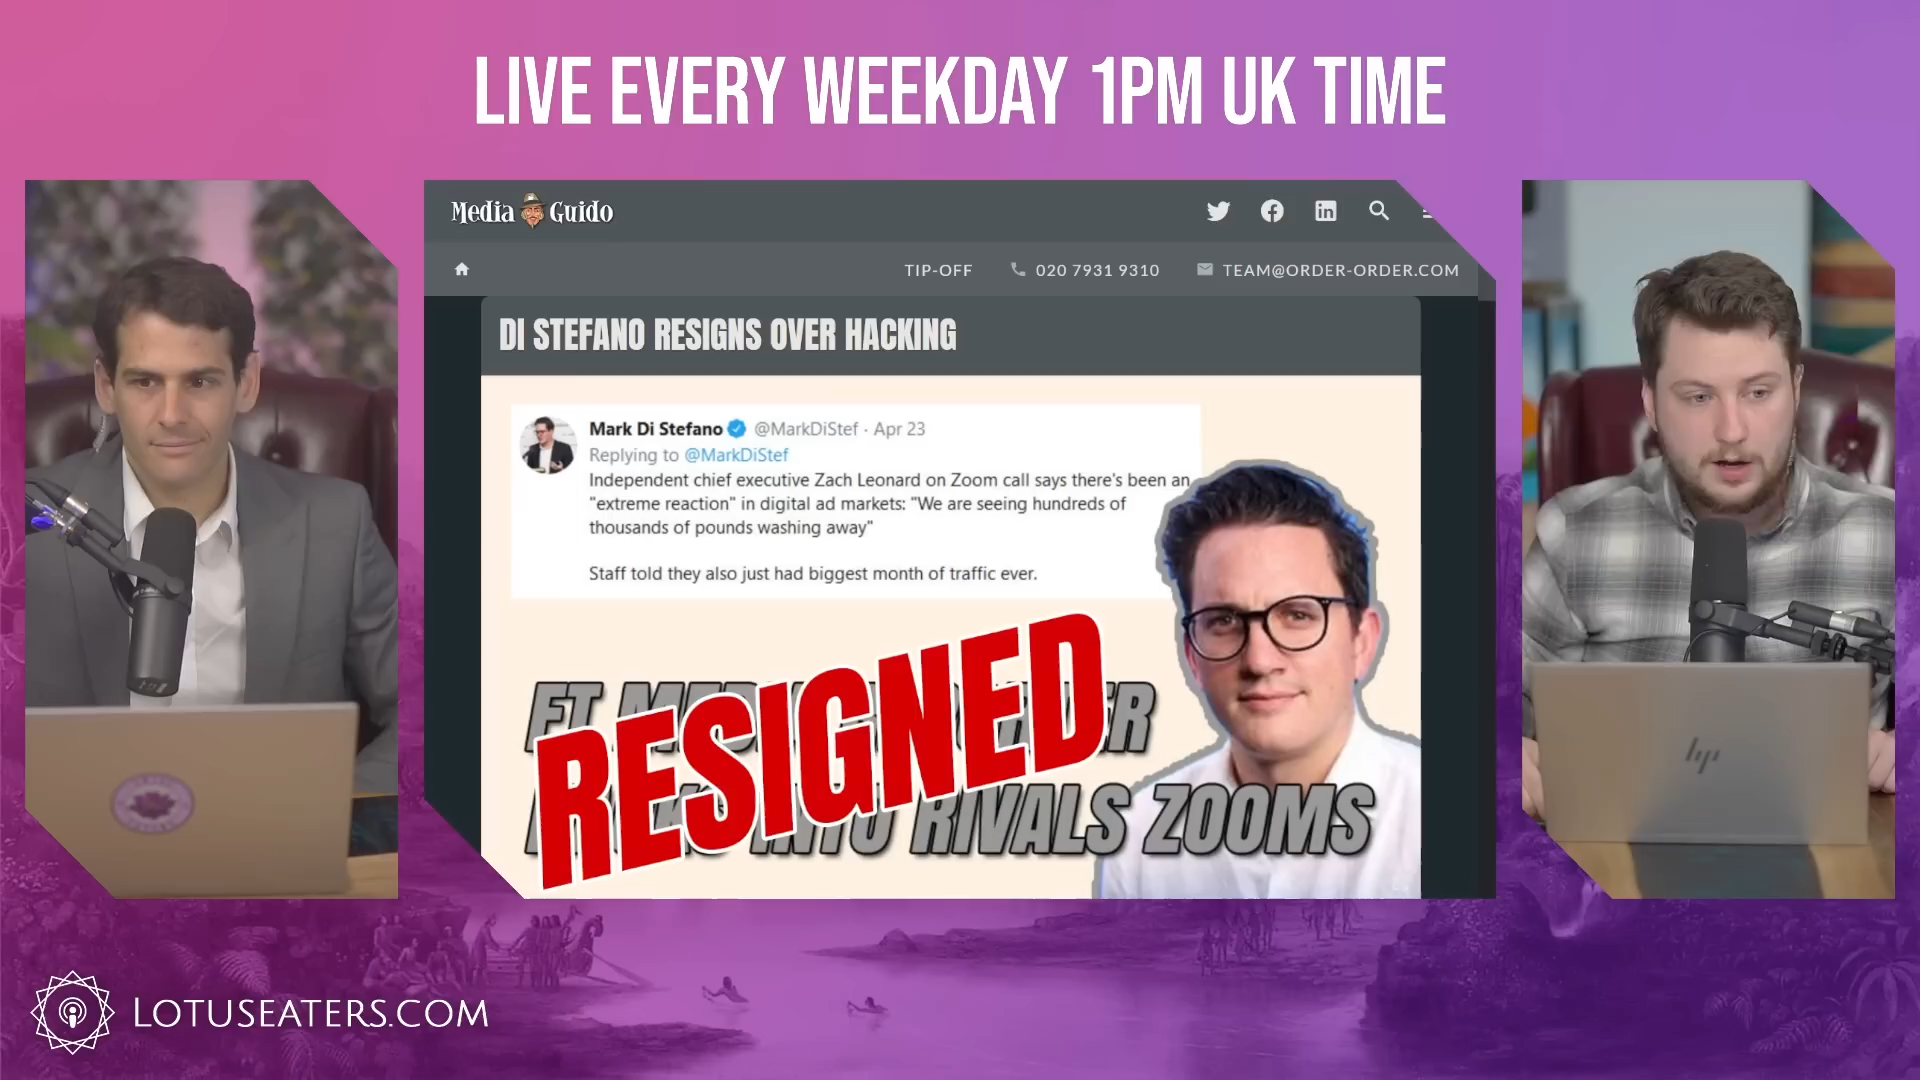 LIVE EVERY WEEKDAY 1PM UK TIME
Media Guido
TIP-OFF 020 7931 9310 TEAM@ORDER-ORDER.COM
DI STEFANO RESIGNS OVER HACKING
Mark Di Stefano @MarkDiStef · Apr 23
Replying to @MarkDiStef
Independent chief executive Zach Leonard on Zoom call says there's been an
"extreme reaction" in digital ad markets: "We are seeing hundreds of
thousands of pounds washing away"
Staff told they also just had biggest month of traffic ever.
FT
RESIGNED
RIVALS ZOOMS
hp
LOTUSEATERS.COM